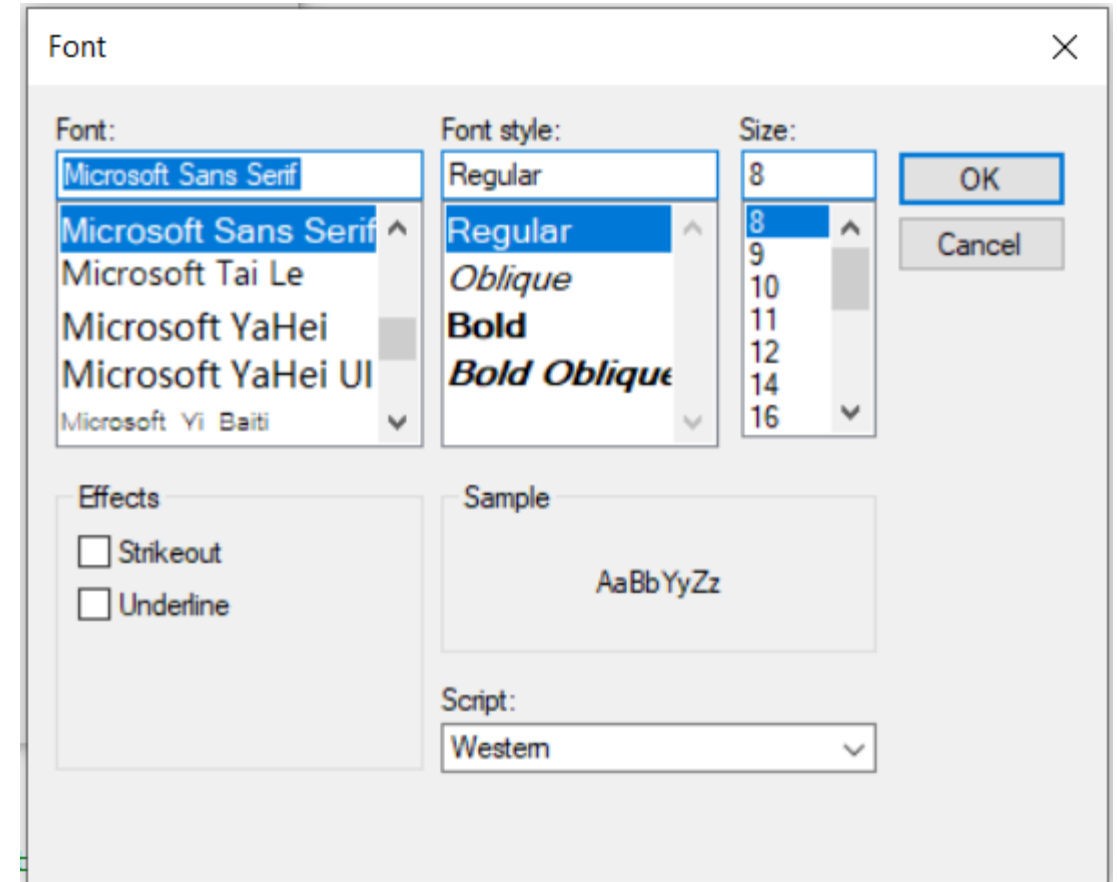 Font
Font:
Font style:
Size:
Microsoft Sans Serif
Regular
8
OK
Microsoft Sans Serif
Microsoft Tai Le
Microsoft YaHei
Microsoft YaHei UI
Microsoft Yi Baiti
Regular
Oblique
Bold
Bold Oblique
8
9
10
11
12
14
16
Cancel
Effects
Strikeout
Underline
Sample
AaBbYyZz
Script:
Western